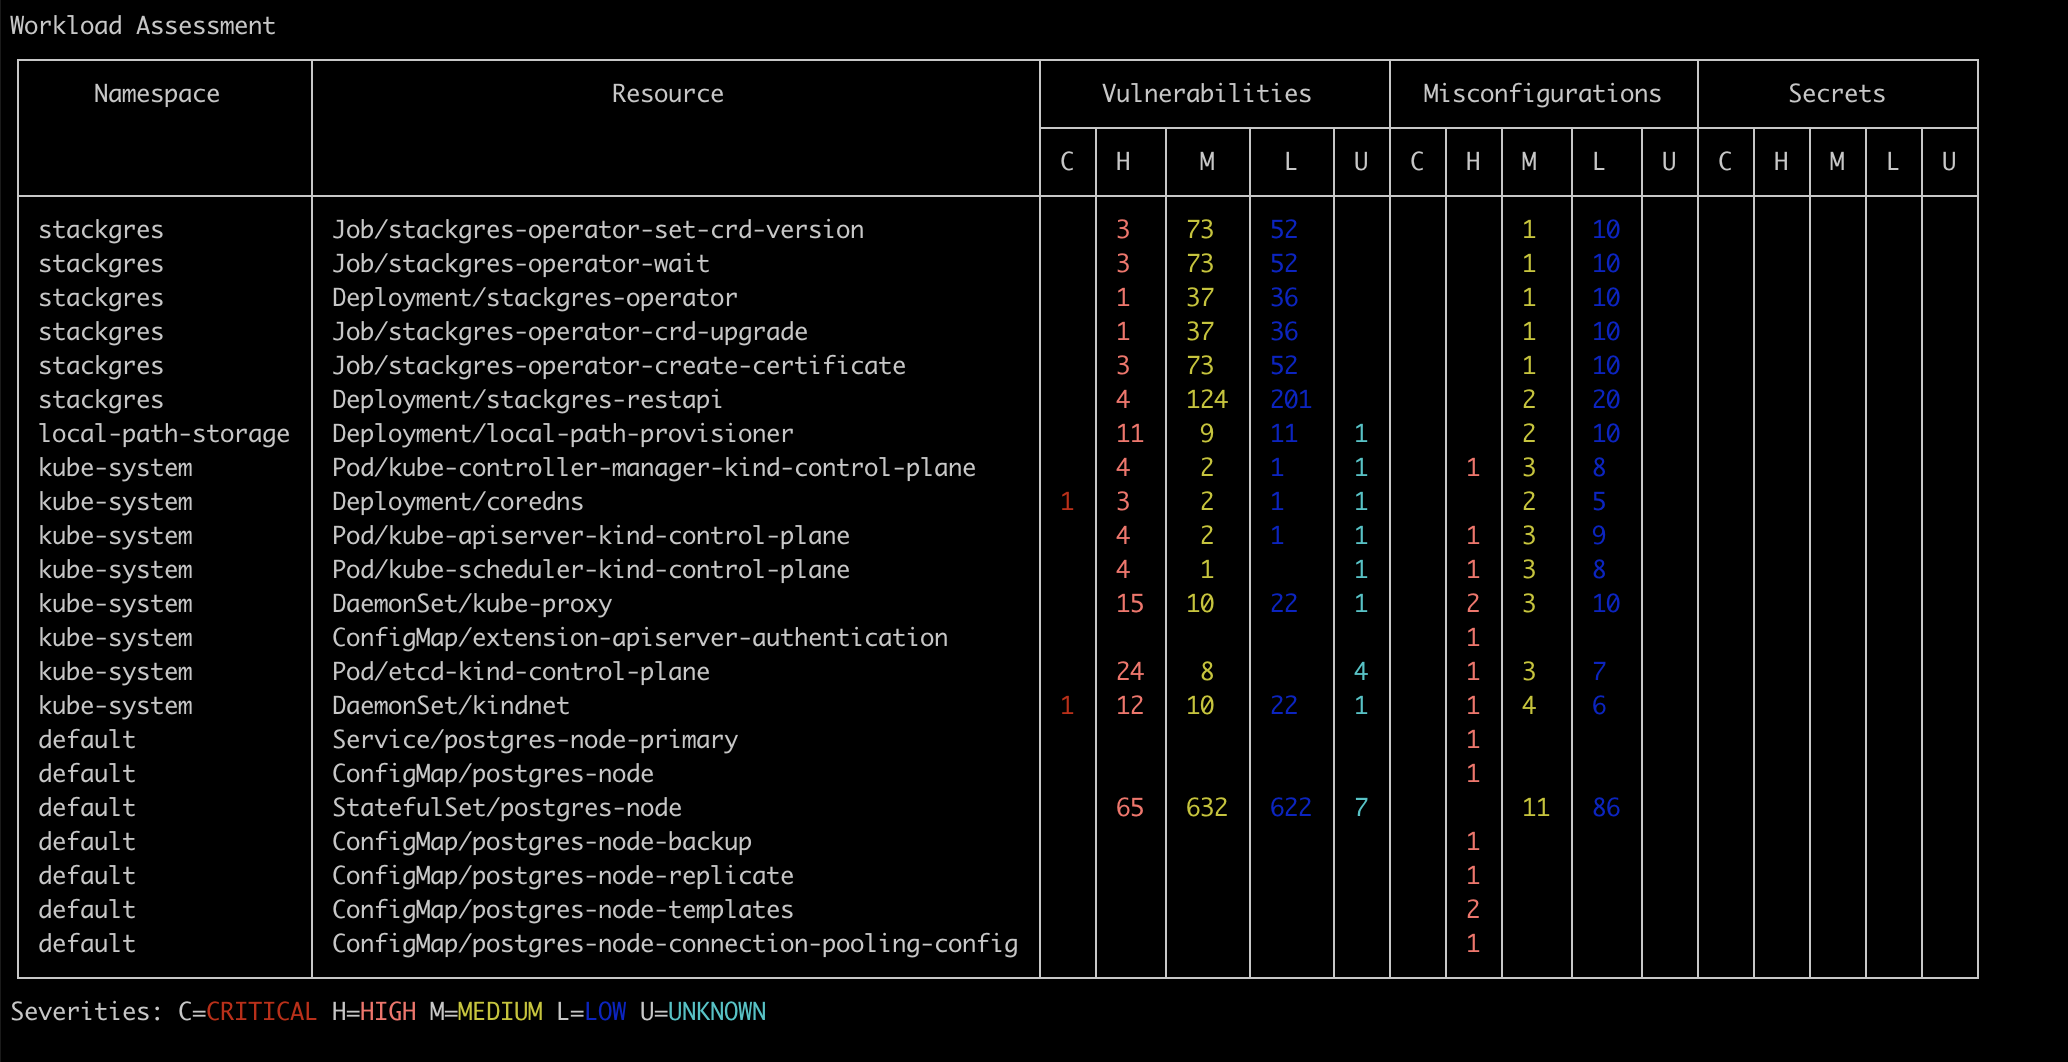 Workload Assessment
Namespace Resource Vulnerabilities Misconfigurations Secrets
C H M L U C H M L U C H M L U
stackgres Job/stackgres-operator-set-crd-version 3 73 52 1 10
stackgres Job/stackgres-operator-wait 3 73 52 1 10
stackgres Deployment/stackgres-operator 1 37 36 1 10
stackgres Job/stackgres-operator-crd-upgrade 1 37 36 1 10
stackgres Job/stackgres-operator-create-certificate 3 73 52 1 10
stackgres Deployment/stackgres-restapi 4 124 201 2 20
local-path-storage Deployment/local-path-provisioner 11 9 11 1 2 10
kube-system Pod/kube-controller-manager-kind-control-plane 4 2 1 1 1 3 8
kube-system Deployment/coredns 1 3 2 1 1 2 5
kube-system Pod/kube-apiserver-kind-control-plane 4 2 1 1 1 3 9
kube-system Pod/kube-scheduler-kind-control-plane 4 1 1 1 3 8
kube-system DaemonSet/kube-proxy 15 10 22 1 2 3 10
kube-system ConfigMap/extension-apiserver-authentication 1
kube-system Pod/etcd-kind-control-plane 24 8 4 1 3 7
kube-system DaemonSet/kindnet 1 12 10 22 1 1 4 6
default Service/postgres-node-primary 1
default ConfigMap/postgres-node 1
default StatefulSet/postgres-node 65 632 622 7 11 86
default ConfigMap/postgres-node-backup 1
default ConfigMap/postgres-node-replicate 1
default ConfigMap/postgres-node-templates 2
default ConfigMap/postgres-node-connection-pooling-config 1
Severities: C=CRITICAL H=HIGH M=MEDIUM L=LOW U=UNKNOWN